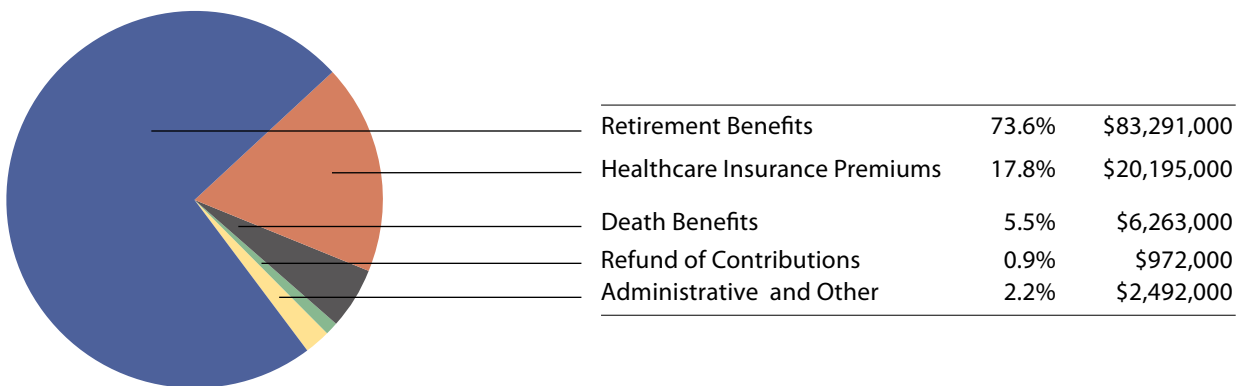 Retirement Benefits 73.6% $83,291,000
Healthcare Insurance Premiums 17.8% $20,195,000
Death Benefits 5.5% $6,263,000
Refund of Contributions 0.9% $972,000
Administrative and Other 2.2% $2,492,000